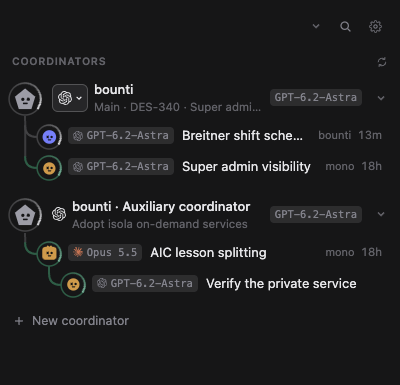 COORDINATORS
bounti
Main · DES-340 · Super admi…
GPT-6.2-Astra
GPT-6.2-Astra Breitner shift sche… bounti 13m
GPT-6.2-Astra Super admin visibility mono 18h
bounti · Auxiliary coordinator
Adopt isola on-demand services
GPT-6.2-Astra
Opus 5.5 AIC lesson splitting mono 18h
GPT-6.2-Astra Verify the private service
+ New coordinator